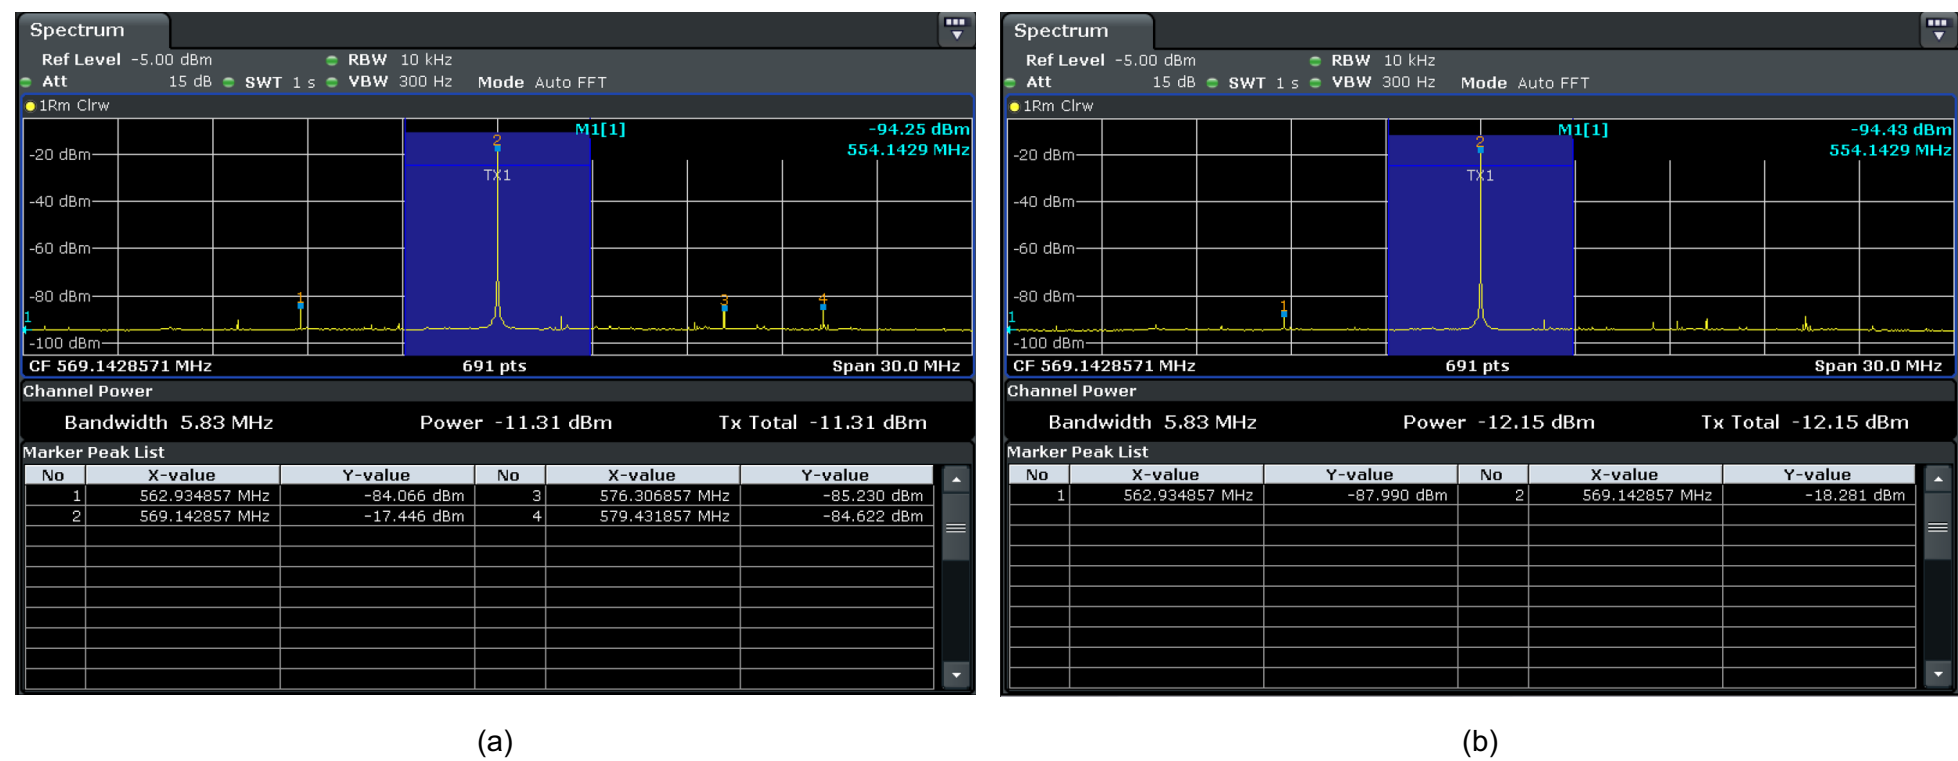 Spectrum
Ref Level -5.00 dBm RBW 10 kHz
Att 15 dB SWT 1 s VBW 300 Hz Mode Auto FFT
1Rm Clrw
M1[1] -94.25 dBm
554.1429 MHz
2
TX1
-20 dBm
-40 dBm
-60 dBm
-80 dBm
-100 dBm
1
1
3
4
CF 569.1428571 MHz 691 pts Span 30.0 MHz
Channel Power
Bandwidth 5.83 MHz Power -11.31 dBm Tx Total -11.31 dBm
Marker Peak List
No X-value Y-value No X-value Y-value
1 562.934857 MHz -84.066 dBm 3 576.306857 MHz -85.230 dBm
2 569.142857 MHz -17.446 dBm 4 579.431857 MHz -84.622 dBm
(a)
Spectrum
Ref Level -5.00 dBm RBW 10 kHz
Att 15 dB SWT 1 s VBW 300 Hz Mode Auto FFT
1Rm Clrw
M1[1] -94.43 dBm
554.1429 MHz
2
TX1
-20 dBm
-40 dBm
-60 dBm
-80 dBm
-100 dBm
1
1
CF 569.1428571 MHz 691 pts Span 30.0 MHz
Channel Power
Bandwidth 5.83 MHz Power -12.15 dBm Tx Total -12.15 dBm
Marker Peak List
No X-value Y-value No X-value Y-value
1 562.934857 MHz -87.990 dBm 2 569.142857 MHz -18.281 dBm
(b)